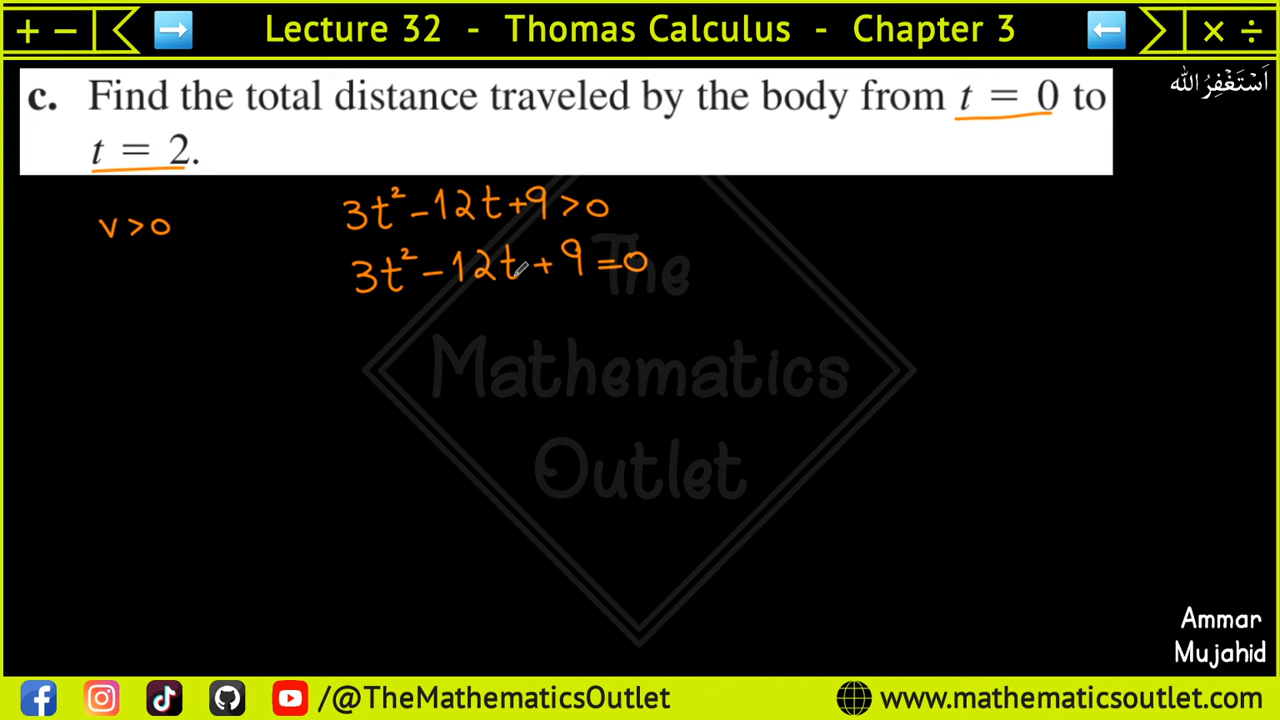 + − Lecture 32 - Thomas Calculus - Chapter 3 × ÷
c. Find the total distance traveled by the body from t = 0 to
t = 2.
اَسْتَغْفِرُ اللّٰه
v > 0
3t² − 12t + 9 > 0
3t² − 12t + 9 = 0
The
Mathematics
Outlet
Ammar
Mujahid
/@TheMathematicsOutlet www.mathematicsoutlet.com